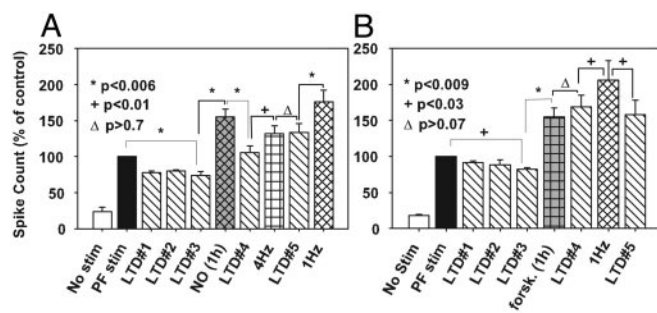 A
B
Spike Count (% of control)
250
200
150
100
50
0
* p<0.006
+ p<0.01
Δ p>0.7
*
*
*
+
Δ
*
No stim
PF stim
LTD#1
LTD#2
LTD#3
NO (1h)
LTD#4
4Hz
LTD#5
1Hz
250
200
150
100
50
0
* p<0.009
+ p<0.03
Δ p>0.07
+
*
Δ
+
+
No Stim
PF stim
LTD#1
LTD#2
LTD#3
forsk. (1h)
LTD#4
1Hz
LTD#5